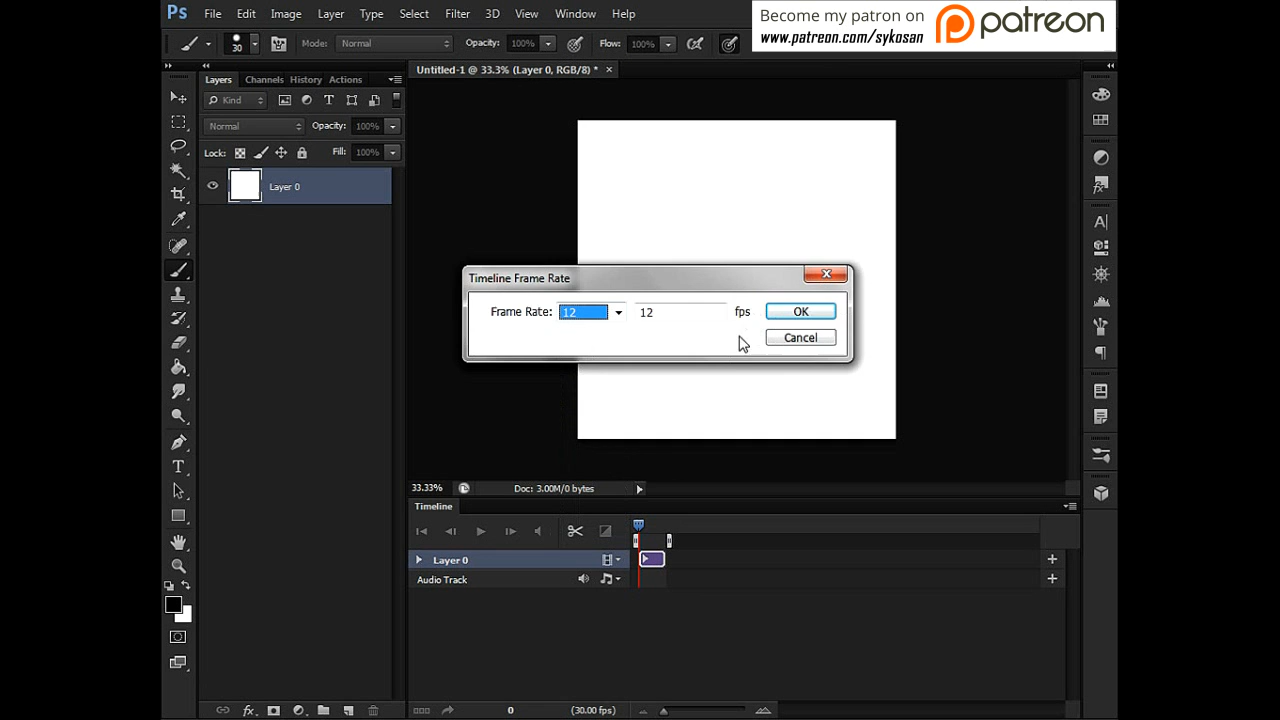 Ps File Edit Image Layer Type Select Filter 3D View Window Help
Become my patron on patreon
www.patreon.com/sykosan
30 Mode: Normal Opacity: 100% Flow: 100%
Layers Channels History Actions
Untitled-1 @ 33.3% (Layer 0, RGB/8) * ×
Kind
Normal Opacity: 100%
Lock: Fill: 100%
Layer 0
Timeline Frame Rate
Frame Rate: 12 12 fps OK
Cancel
33.33% Doc: 3.00M/0 bytes
Timeline
Layer 0
Audio Track
fx 0 (30.00 fps)